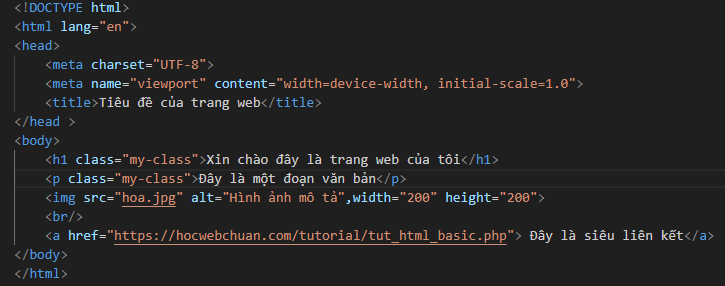 <!DOCTYPE html>
<html lang="en">
<head>
    <meta charset="UTF-8">
    <meta name="viewport" content="width=device-width, initial-scale=1.0">
    <title>Tiêu đề của trang web</title>
</head >
<body>
    <h1 class="my-class">Xin chào đây là trang web của tôi</h1>
    <p class="my-class">Đây là một đoạn văn bản</p>
    <img src="hoa.jpg" alt="Hình ảnh mô tả",width="200" height="200">
    <br/>
    <a href="https://hocwebchuan.com/tutorial/tut_html_basic.php"> Đây là siêu liên kết</a>
</body>
</html>